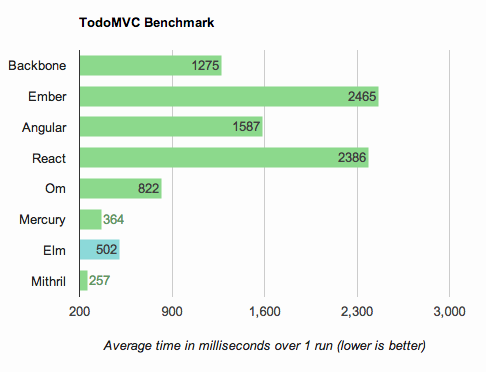 TodoMVC Benchmark
Backbone 1275
Ember 2465
Angular 1587
React 2386
Om 822
Mercury 364
Elm 502
Mithril 257
200 900 1,600 2,300 3,000
Average time in milliseconds over 1 run (lower is better)